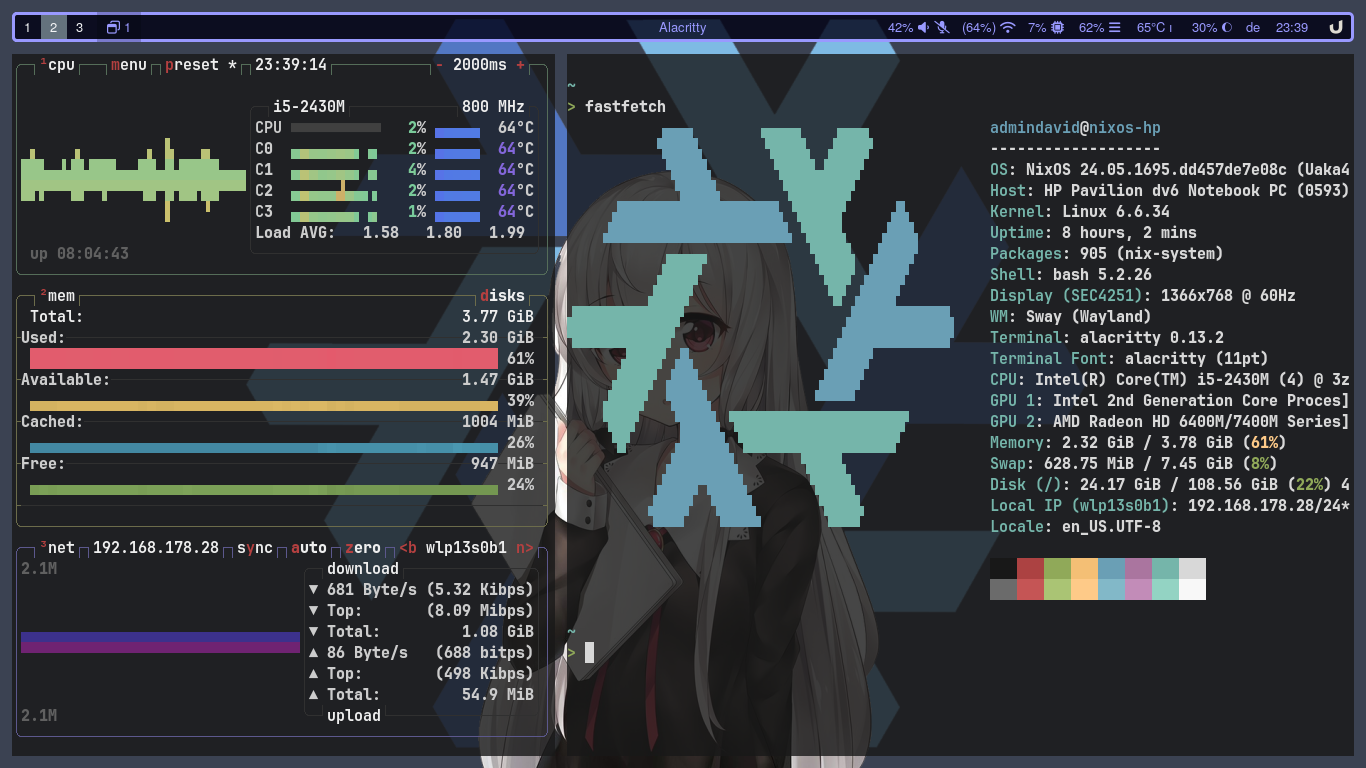 1 2 3 1 Alacritty 42% (64%) 7% 62% 65°C 30% de 23:39
¹cpu menu preset * 23:39:14 - 2000ms +
i5-2430M 800 MHz
CPU 2% 64°C
C0 2% 64°C
C1 4% 64°C
C2 2% 64°C
C3 1% 64°C
Load AVG: 1.58 1.80 1.99
up 08:04:43
²mem disks
Total: 3.77 GiB
Used: 2.30 GiB
61%
Available: 1.47 GiB
39%
Cached: 1004 MiB
26%
Free: 947 MiB
24%
³net 192.168.178.28 sync auto zero <b wlp13s0b1 n>
2.1M
download
▼ 681 Byte/s (5.32 Kibps)
▼ Top: (8.09 Mibps)
▼ Total: 1.08 GiB
▲ 86 Byte/s (688 bitps)
▲ Top: (498 Kibps)
▲ Total: 54.9 MiB
2.1M
upload
~
> fastfetch
admindavid@nixos-hp
-------------------
OS: NixOS 24.05.1695.dd457de7e08c (Uaka4
Host: HP Pavilion dv6 Notebook PC (0593)
Kernel: Linux 6.6.34
Uptime: 8 hours, 2 mins
Packages: 905 (nix-system)
Shell: bash 5.2.26
Display (SEC4251): 1366x768 @ 60Hz
WM: Sway (Wayland)
Terminal: alacritty 0.13.2
Terminal Font: alacritty (11pt)
CPU: Intel(R) Core(TM) i5-2430M (4) @ 3z
GPU 1: Intel 2nd Generation Core Proces]
GPU 2: AMD Radeon HD 6400M/7400M Series]
Memory: 2.32 GiB / 3.78 GiB (61%)
Swap: 628.75 MiB / 7.45 GiB (8%)
Disk (/): 24.17 GiB / 108.56 GiB (22%) 4
Local IP (wlp13s0b1): 192.168.178.28/24*
Locale: en_US.UTF-8
~
>